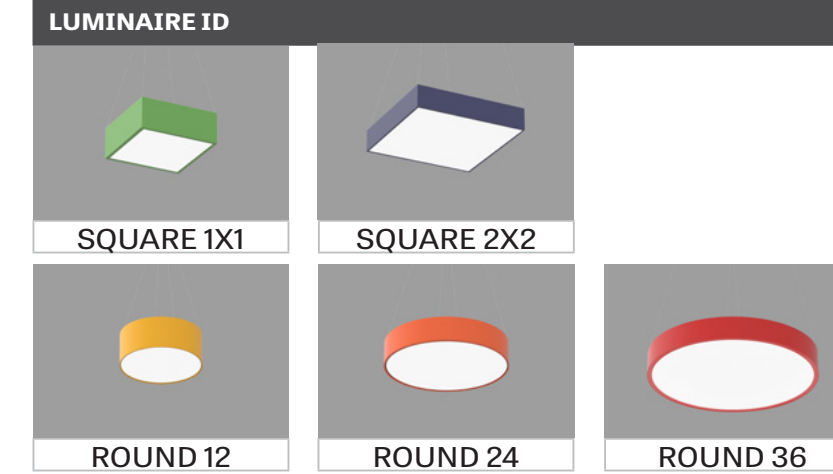 LUMINAIRE ID
SQUARE 1X1
SQUARE 2X2
ROUND 12
ROUND 24
ROUND 36